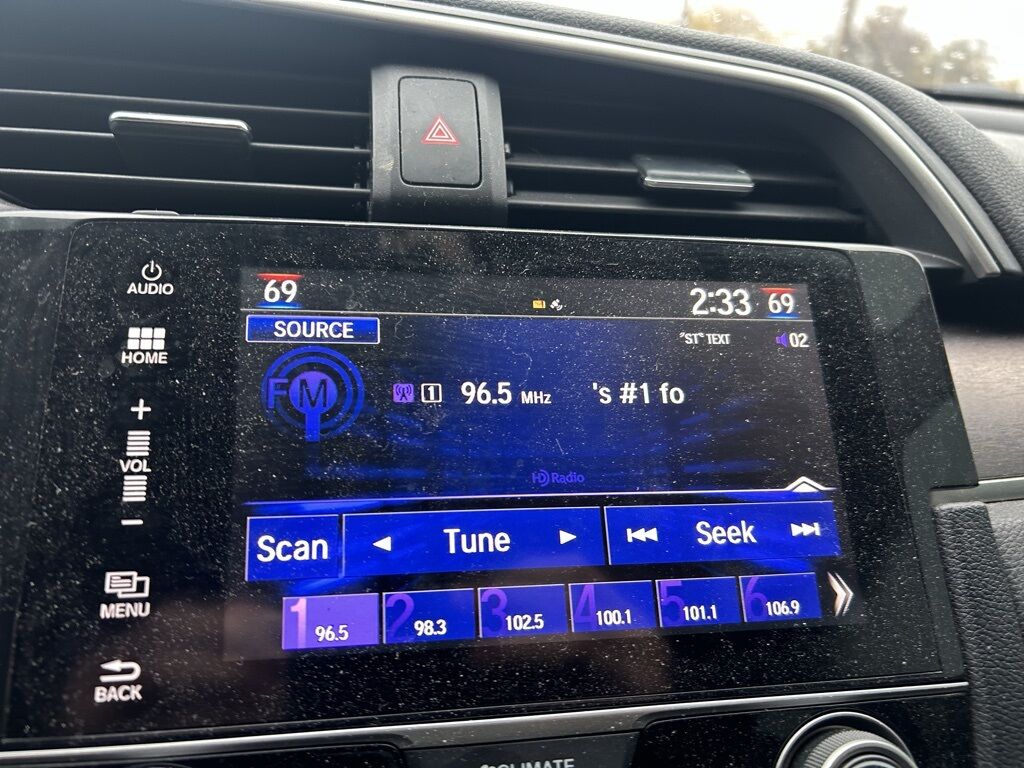 AUDIO
HOME
+
VOL
−
MENU
BACK
69
2:33 69
SOURCE
"ST" TEXT
02
FM
1 96.5 MHz 's #1 fo
HD Radio
Scan
Tune
Seek
1 96.5
2 98.3
3 102.5
4 100.1
5 101.1
6 106.9
CLIMATE